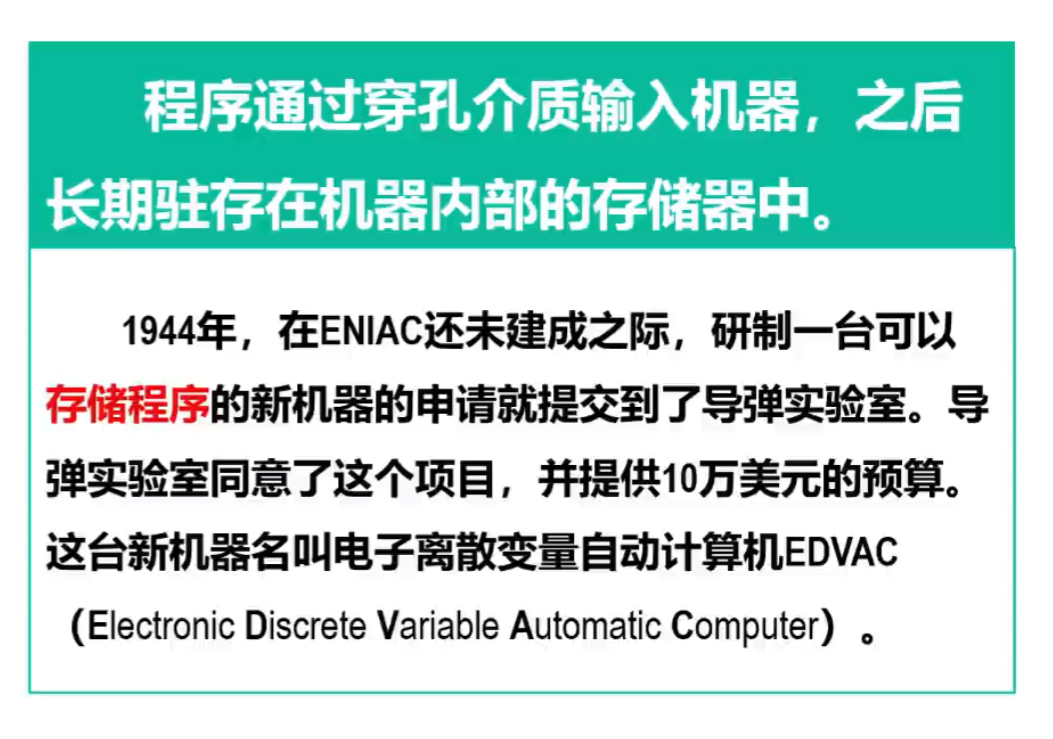 程序通过穿孔介质输入机器，之后
长期驻存在机器内部的存储器中。
1944年，在ENIAC还未建成之际，研制一台可以
存储程序的新机器的申请就提交到了导弹实验室。导
弹实验室同意了这个项目，并提供10万美元的预算。
这台新机器名叫电子离散变量自动计算机EDVAC
（Electronic Discrete Variable Automatic Computer）。